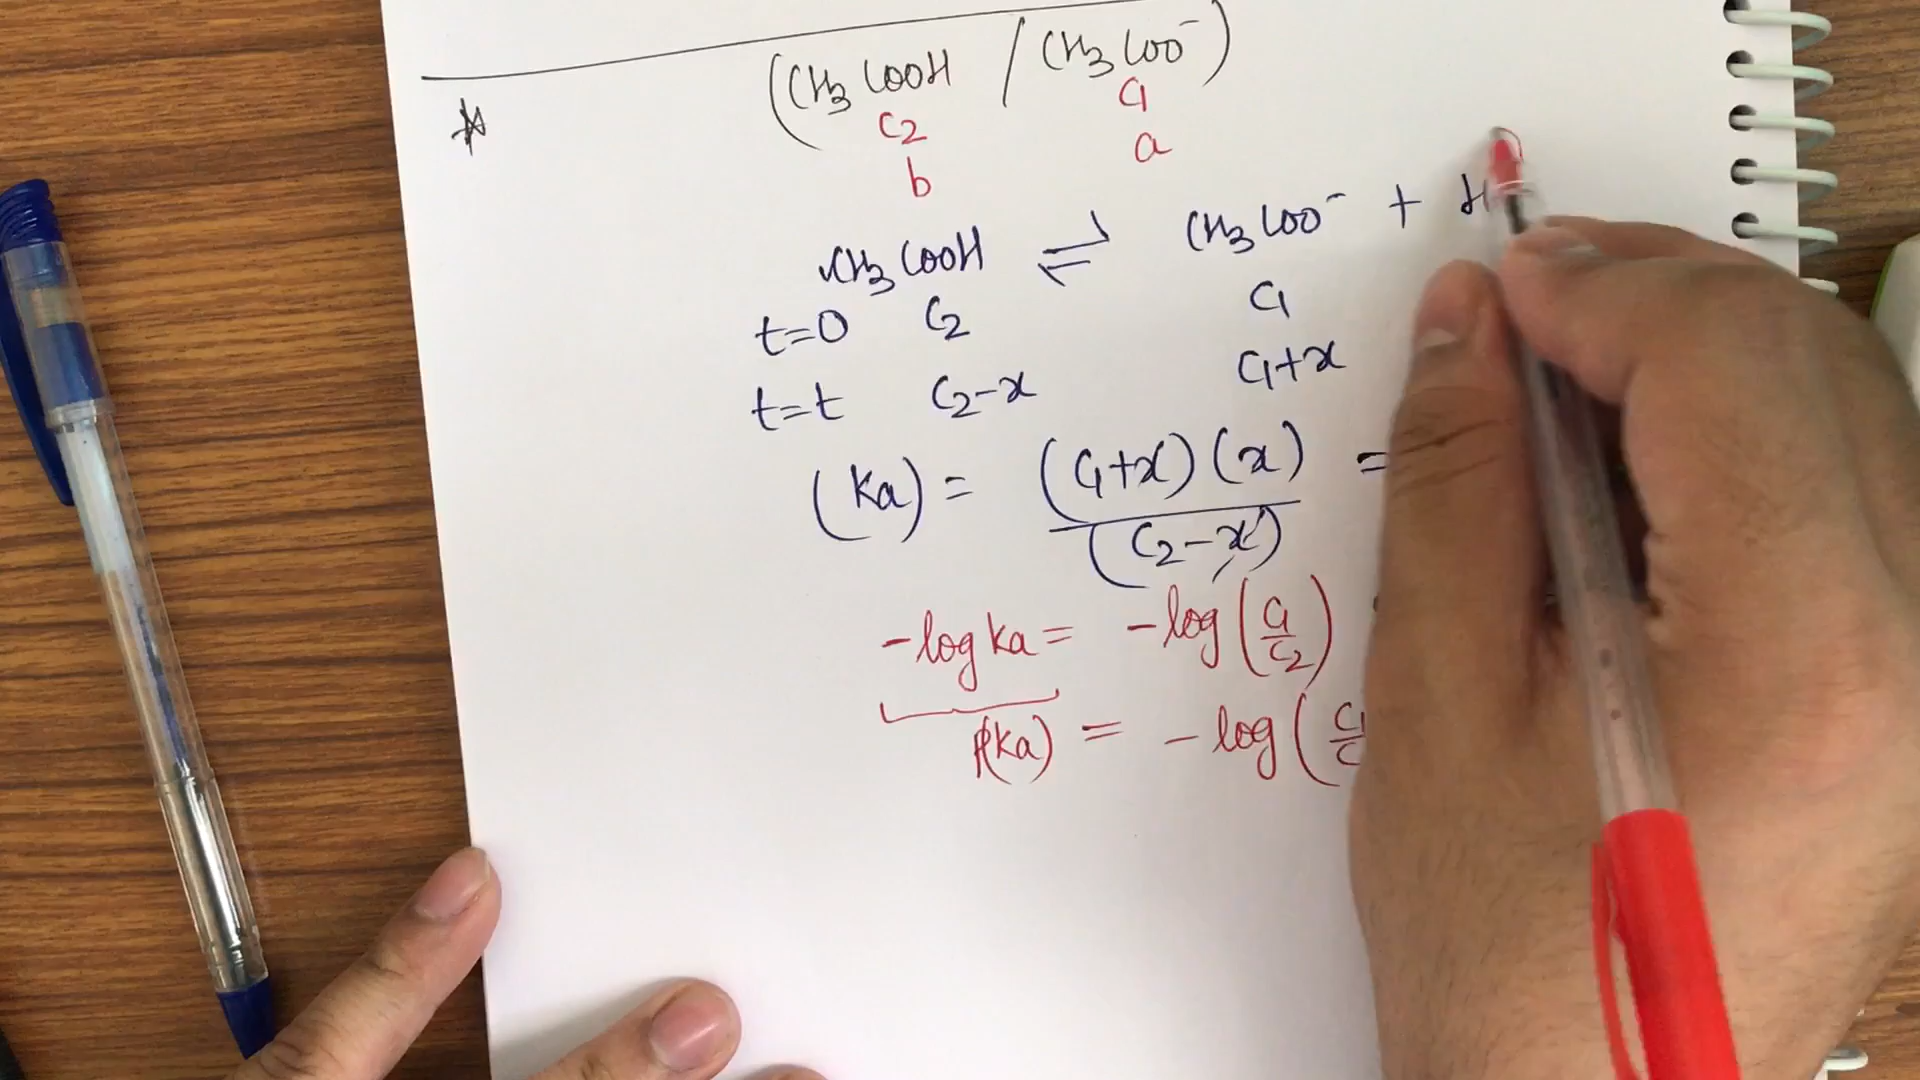 (CH₃COOH / CH₃COO⁻)
* C₂ C₁
b a
CH₃COOH ⇌ CH₃COO⁻ + H
t=0 C₂ C₁
t=t C₂-x C₁+x
(Ka) = (C₁+x)(x) =
(C₂-x)
-log Ka = -log(C₁/C₂)
p(Ka) = -log(C₁/C